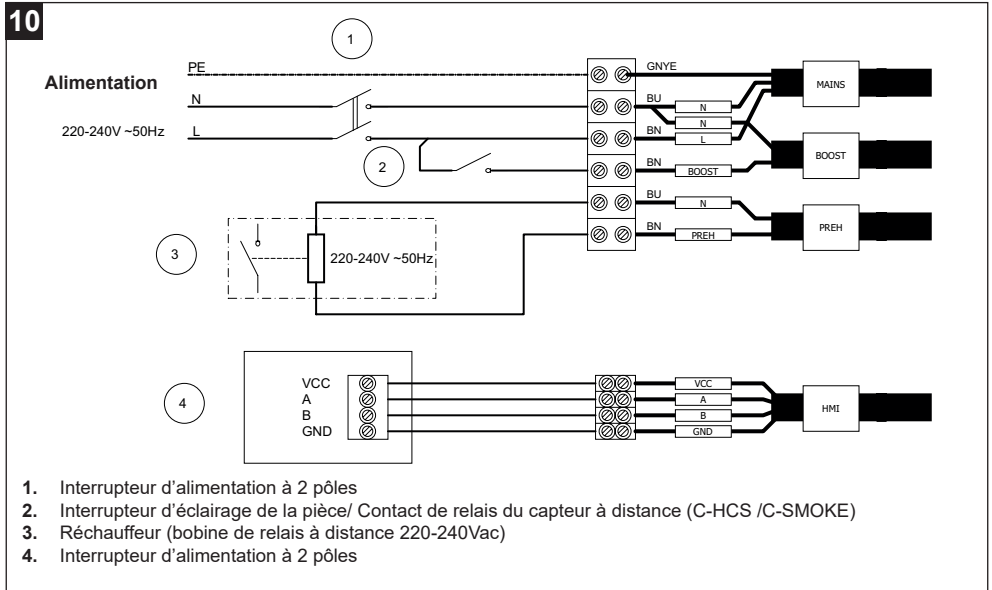 10
1
PE
GNYE
MAINS
Alimentation
N
BU
N
N
220-240V ~50Hz
L
BN
L
2
BOOST
BN
BOOST
BU
N
3
220-240V ~50Hz
BN
PREH
PREH
4
VCC
VCC
A
A
B
B
GND
GND
HMI
1. Interrupteur d’alimentation à 2 pôles
2. Interrupteur d’éclairage de la pièce/ Contact de relais du capteur à distance (C-HCS /C-SMOKE)
3. Réchauffeur (bobine de relais à distance 220-240Vac)
4. Interrupteur d’alimentation à 2 pôles